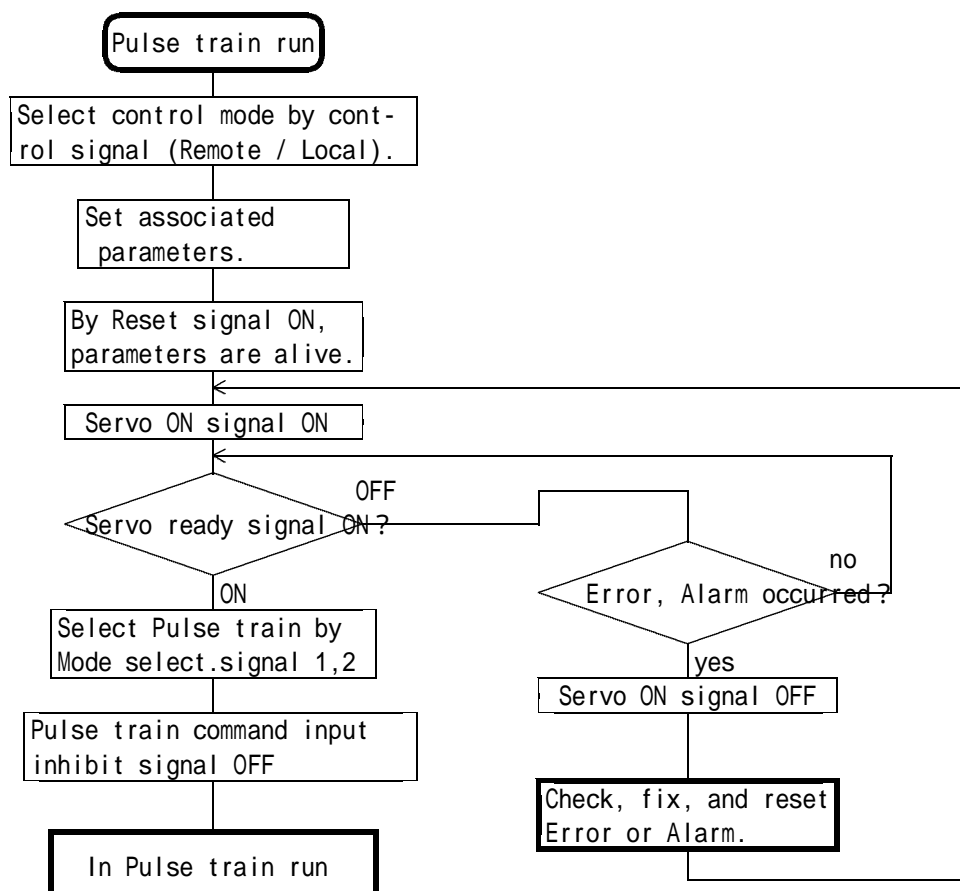 Pulse train run
Select control mode by cont-
rol signal (Remote / Local).
Set associated
parameters.
By Reset signal ON,
parameters are alive.
Servo ON signal ON
OFF
Servo ready signal ON?
ON
no
Error, Alarm occurred?
yes
Select Pulse train by
Mode select.signal 1,2
Servo ON signal OFF
Pulse train command input
inhibit signal OFF
Check, fix, and reset
Error or Alarm.
In Pulse train run